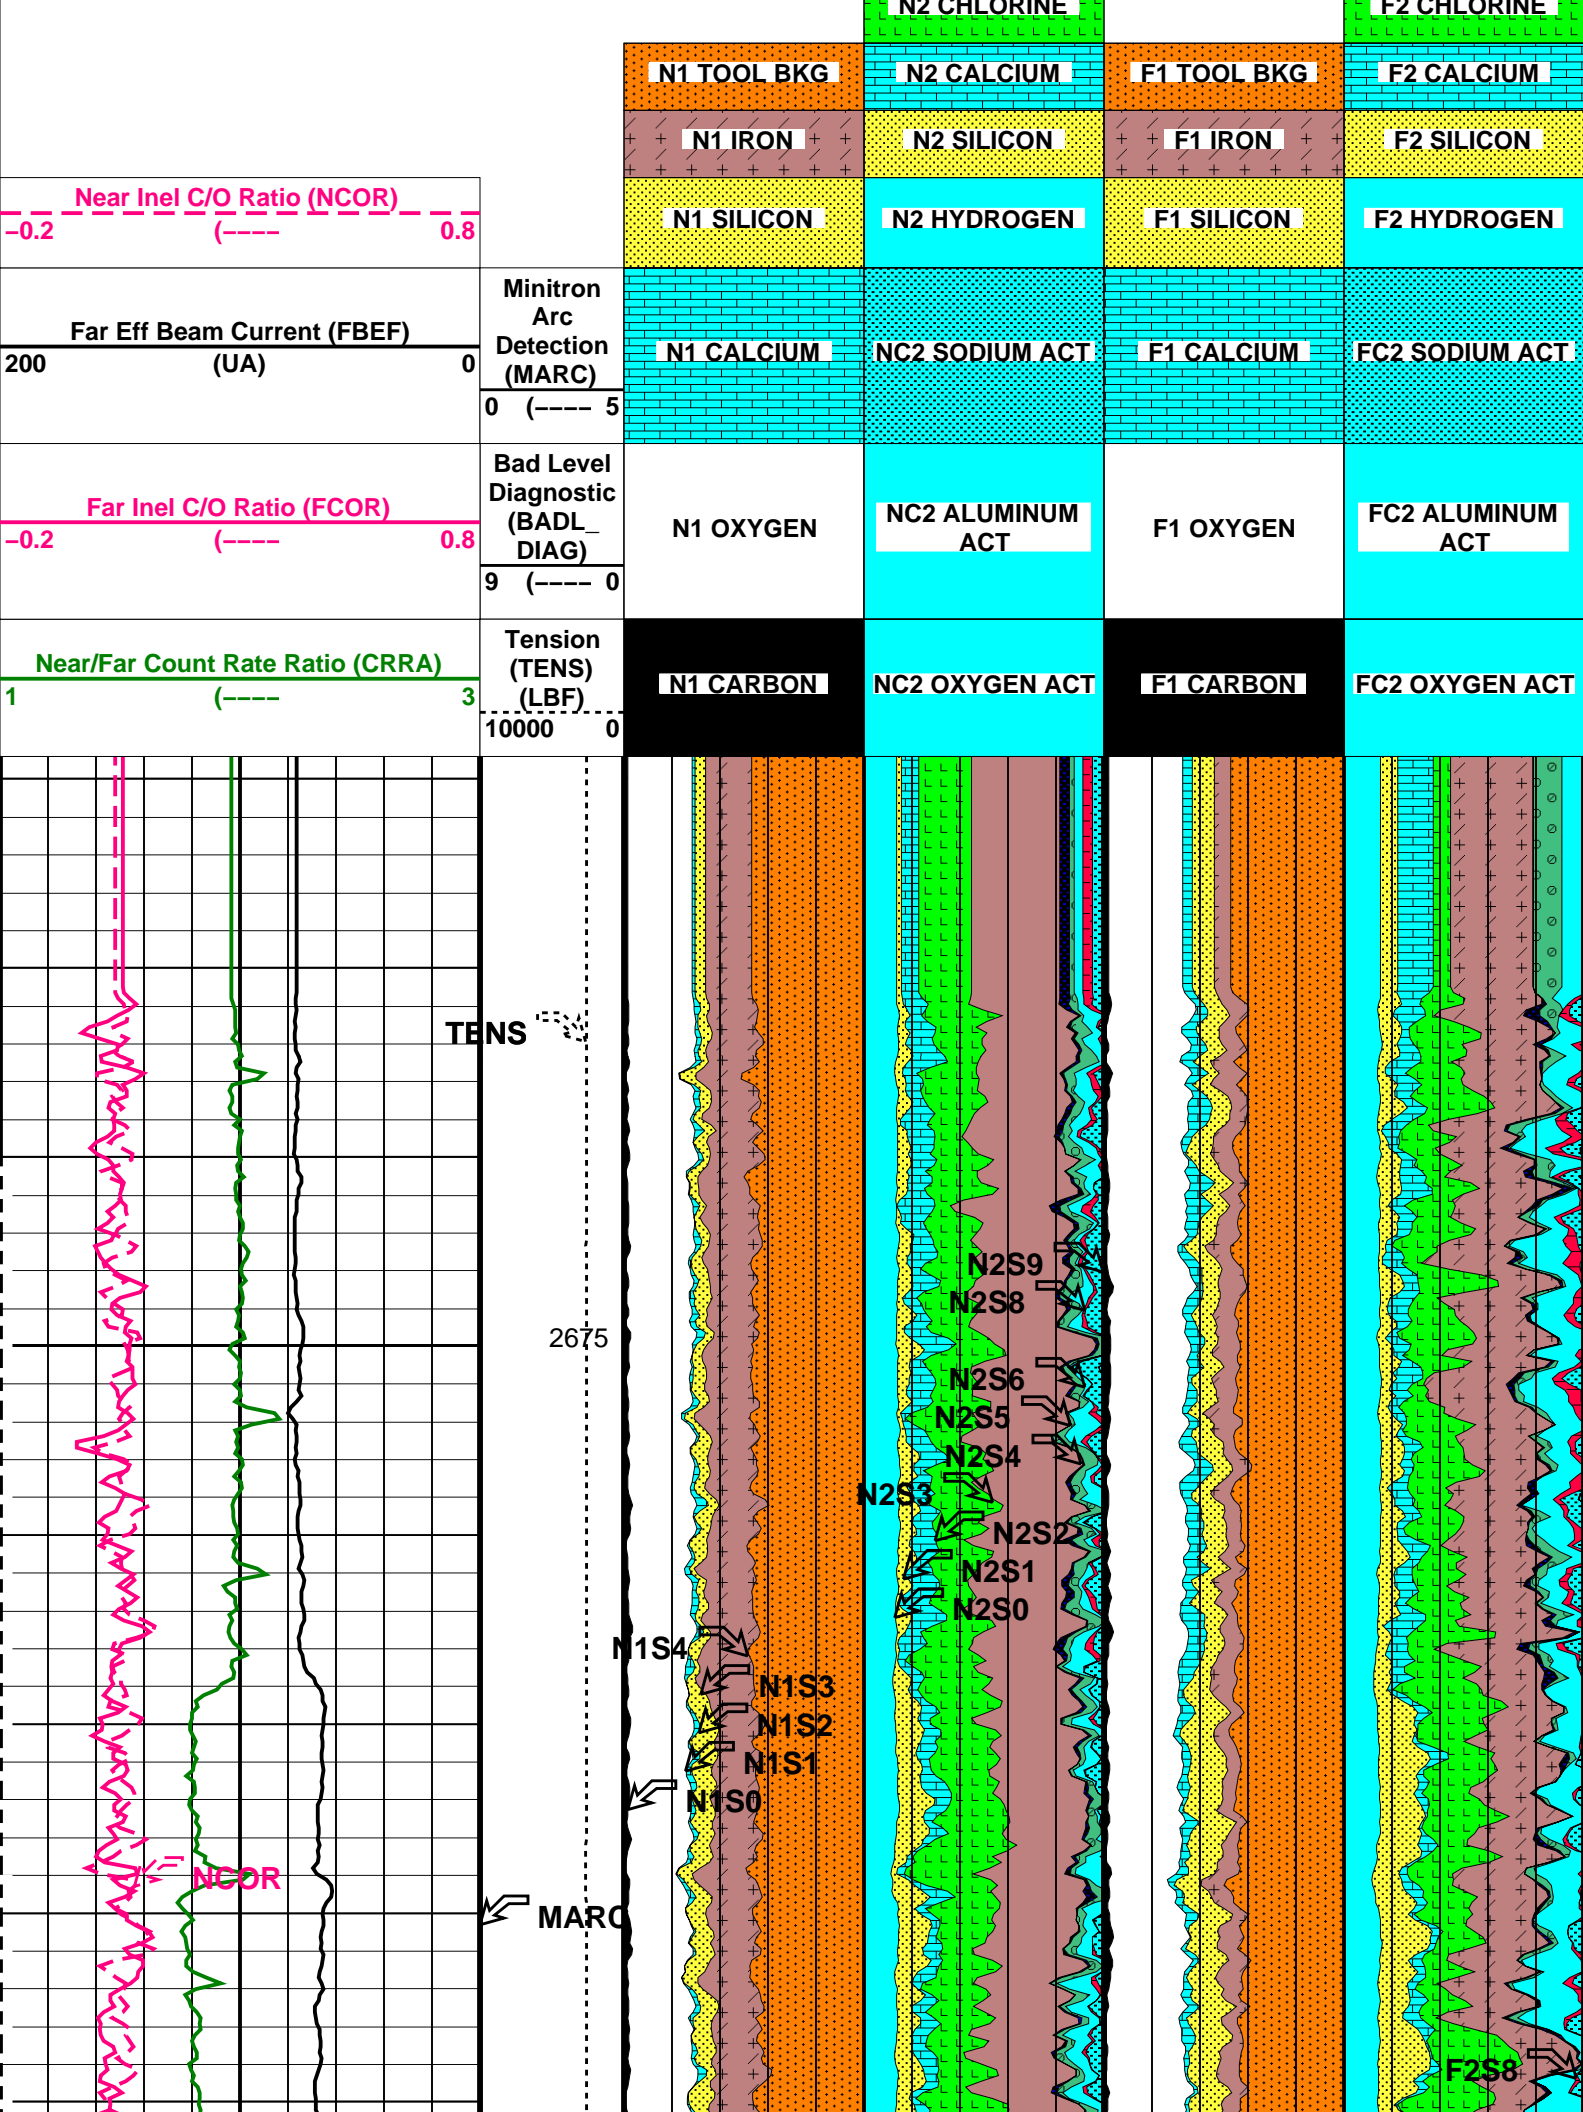 N2 CHLORINE F2 CHLORINE
N1 TOOL BKG N2 CALCIUM F1 TOOL BKG F2 CALCIUM
N1 IRON N2 SILICON F1 IRON F2 SILICON
Near Inel C/O Ratio (NCOR)
−0.2 (−−−− 0.8
N1 SILICON N2 HYDROGEN F1 SILICON F2 HYDROGEN
Far Eff Beam Current (FBEF)
200 (UA) 0
Minitron
Arc
Detection
(MARC)
0 (−−−− 5
N1 CALCIUM NC2 SODIUM ACT F1 CALCIUM FC2 SODIUM ACT
Far Inel C/O Ratio (FCOR)
−0.2 (−−−− 0.8
Bad Level
Diagnostic
(BADL_
DIAG)
9 (−−−− 0
N1 OXYGEN
NC2 ALUMINUM
ACT
F1 OXYGEN
FC2 ALUMINUM
ACT
Near/Far Count Rate Ratio (CRRA)
1 (−−−− 3
Tension
(TENS)
(LBF)
10000 0
N1 CARBON NC2 OXYGEN ACT F1 CARBON FC2 OXYGEN ACT
TENS
N2S9
N2S8
2675
N2S6
N2S5
N2S4
N2S3
N2S2
N2S1
N2S0
N1S4
N1S3
N1S2
N1S1
N1S0
NCOR
MARC
F2S8